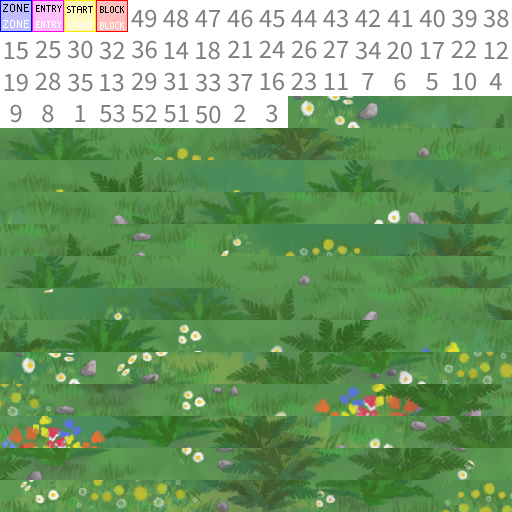 ZONE ENTRY START BLOCK 49 48 47 46 45 44 43 42 41 40 39 38
ZONE ENTRY START BLOCK
15 25 30 32 36 14 18 21 24 26 27 34 20 17 22 12
19 28 35 13 29 31 33 37 16 23 11 7 6 5 10 4
9 8 1 53 52 51 50 2 3